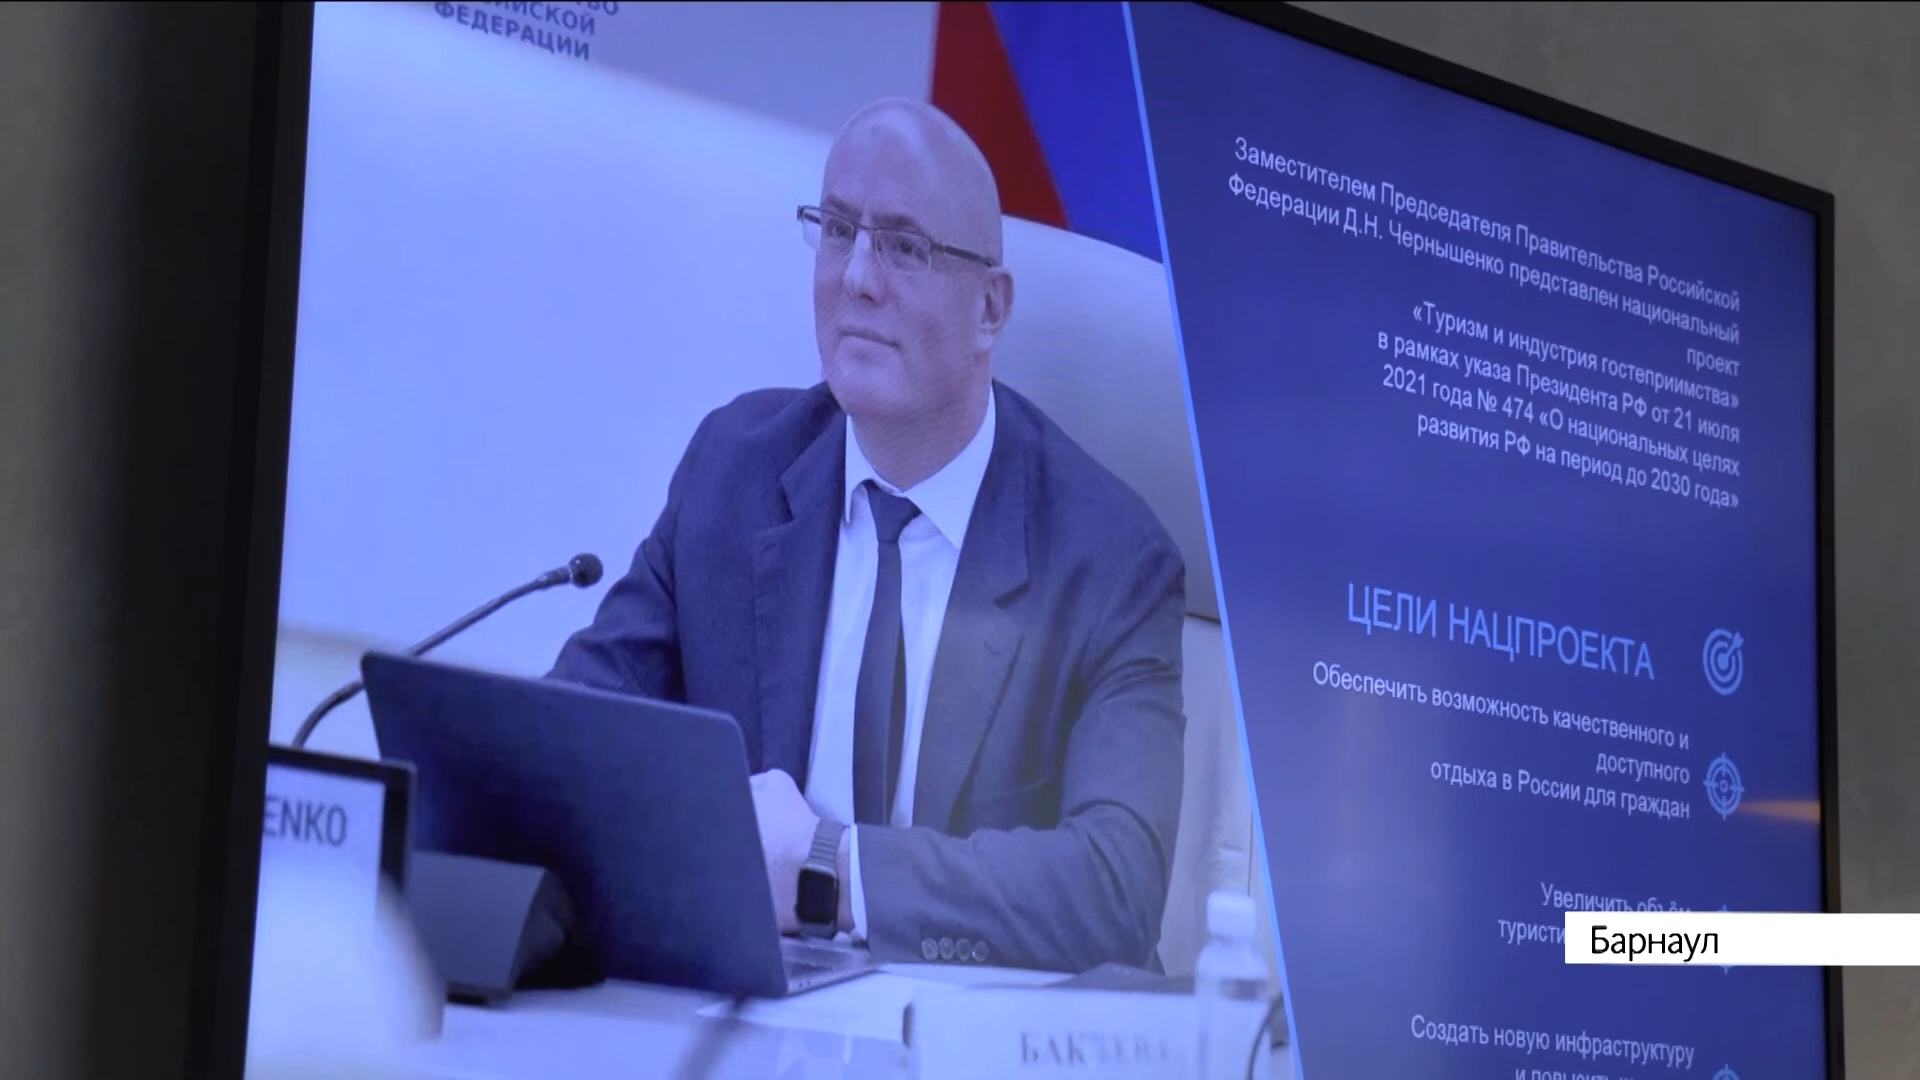 ФЕДЕРАЦИИ
Заместителем Председателя Правительства Российской
Федерации Д.Н. Чернышенко представлен национальный
проект
«Туризм и индустрия гостеприимства»
в рамках указа Президента РФ от 21 июля
2021 года № 474 «О национальных целях
развития РФ на период до 2030 года»
ЦЕЛИ НАЦПРОЕКТА
Обеспечить возможность качественного и
доступного
отдыха в России для граждан
Увеличить объём
туристи
Барнаул
Создать новую инфраструктуру
ENKO